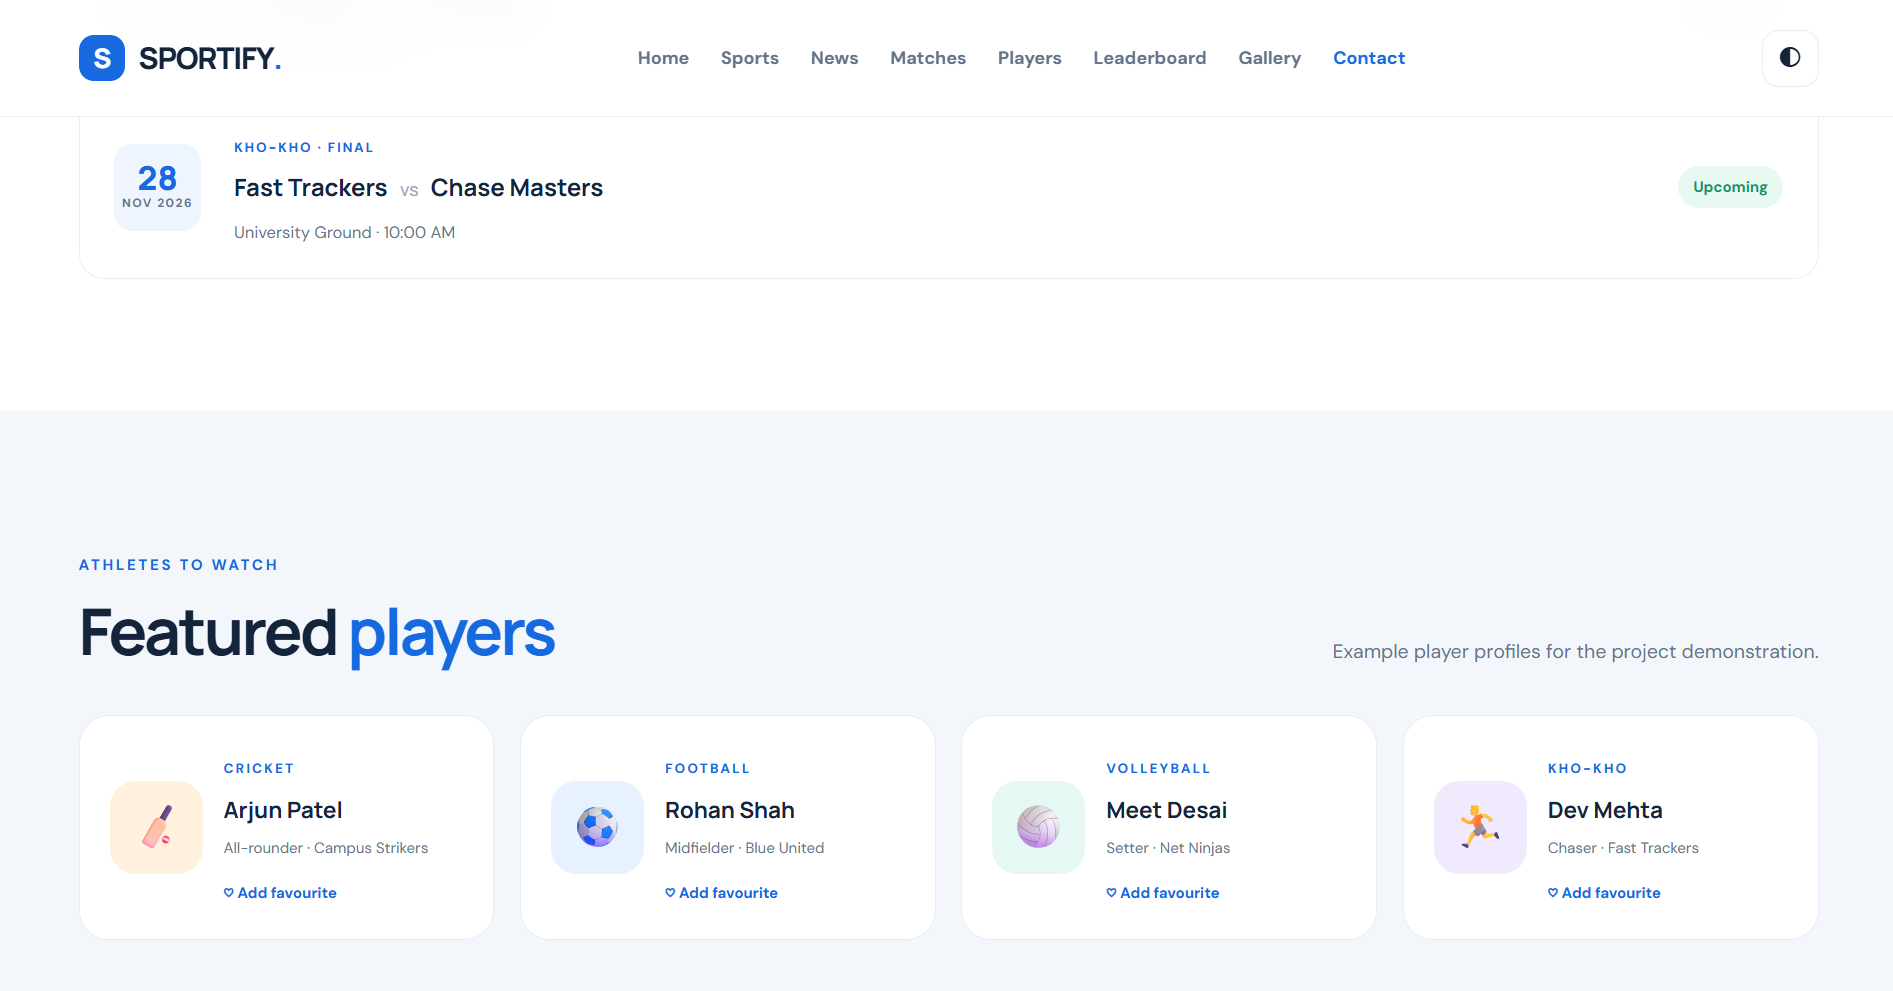 S SPORTIFY.
Home Sports News Matches Players Leaderboard Gallery Contact
28
NOV 2026
KHO-KHO · FINAL
Fast Trackers vs Chase Masters
University Ground · 10:00 AM
Upcoming
ATHLETES TO WATCH
Featured players
Example player profiles for the project demonstration.
CRICKET
Arjun Patel
All-rounder · Campus Strikers
♡ Add favourite
FOOTBALL
Rohan Shah
Midfielder · Blue United
♡ Add favourite
VOLLEYBALL
Meet Desai
Setter · Net Ninjas
♡ Add favourite
KHO-KHO
Dev Mehta
Chaser · Fast Trackers
♡ Add favourite